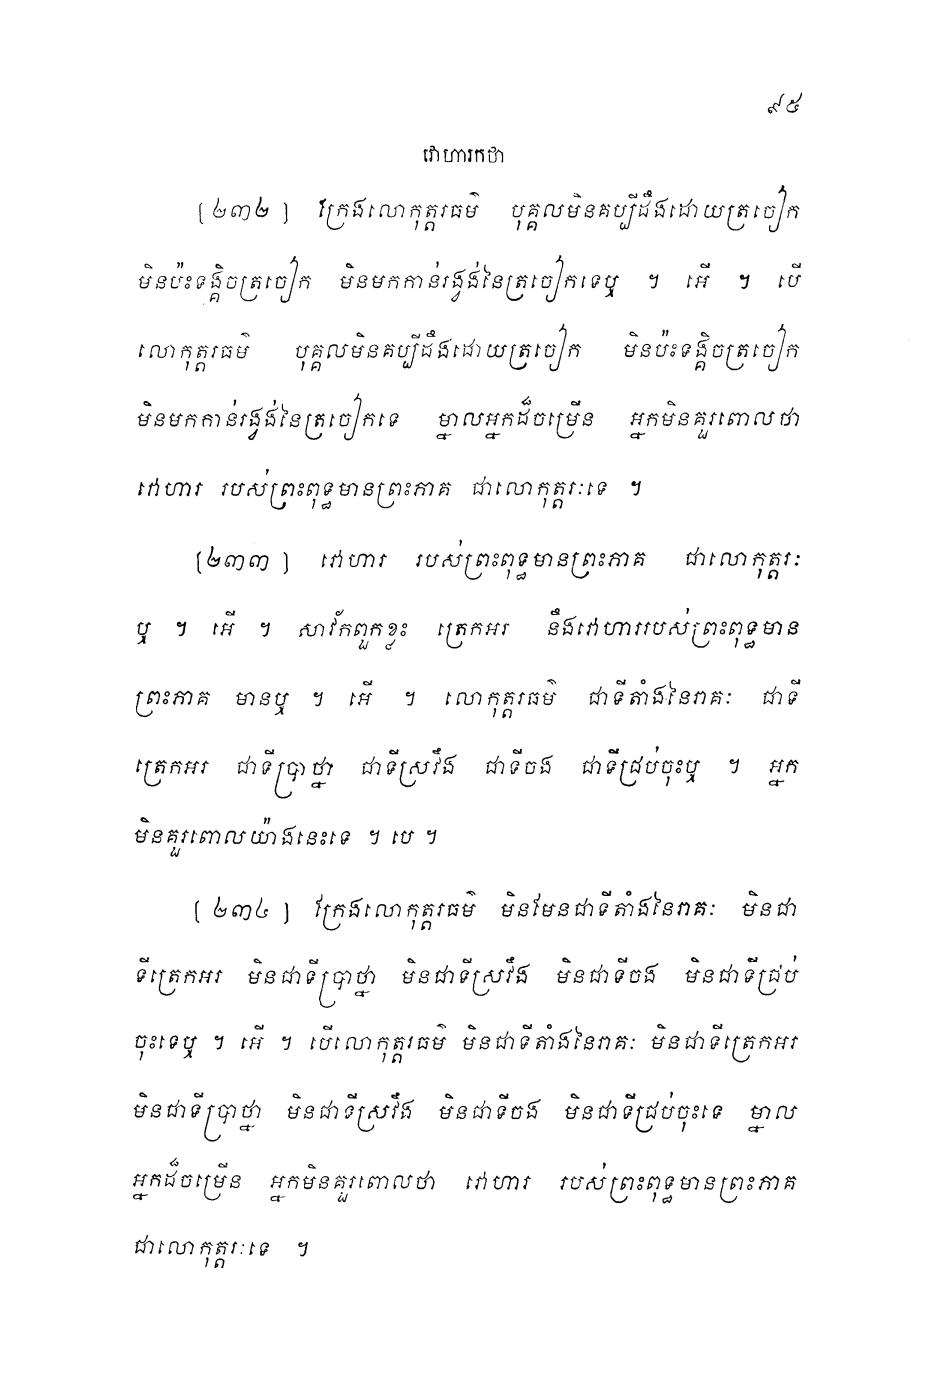 ៩៥
វោហារកថា
[២៣២] ក្រែងលោកុត្តរធម៌ បុគ្គលមិនគប្បីដឹងដោយត្រចៀក
មិនប៉ះទង្គិចត្រចៀក មិនមកកាន់រង្វង់នៃត្រចៀកទេឬ ។ អើ ។ បើ
លោកុត្តរធម៌ បុគ្គលមិនគប្បីដឹងដោយត្រចៀក មិនប៉ះទង្គិចត្រចៀក
មិនមកកាន់រង្វង់នៃត្រចៀកទេ ម្នាលអ្នកដ៏ចម្រើន អ្នកមិនគួរពោលថា
វោហារ របស់ព្រះពុទ្ធមានព្រះភាគ ជាលោកុត្តរៈទេ ។
[២៣៣] វោហារ របស់ព្រះពុទ្ធមានព្រះភាគ ជាលោកុត្តរៈ
ឬ ។ អើ ។ សាវ័កពួកខ្លះ ត្រេកអរ នឹងវោហាររបស់ព្រះពុទ្ធមាន
ព្រះភាគ មានឬ ។ អើ ។ លោកុត្តរធម៌ ជាទីតាំងនៃរាគៈ ជាទី
ត្រេកអរ ជាទីប្រាថ្នា ជាទីស្រវឹង ជាទីចង ជាទីជ្រប់ចុះឬ ។ អ្នក
មិនគួរពោលយ៉ាងនេះទេ ។ បេ ។
[២៣៤] ក្រែងលោកុត្តរធម៌ មិនមែនជាទីតាំងនៃរាគៈ មិនជា
ទីត្រេកអរ មិនជាទីប្រាថ្នា មិនជាទីស្រវឹង មិនជាទីចង មិនជាទីជ្រប់
ចុះទេឬ ។ អើ ។ បើលោកុត្តរធម៌ មិនជាទីតាំងនៃរាគៈ មិនជាទីត្រេកអរ
មិនជាទីប្រាថ្នា មិនជាទីស្រវឹង មិនជាទីចង មិនជាទីជ្រប់ចុះទេ ម្នាល
អ្នកដ៏ចម្រើន អ្នកមិនគួរពោលថា វោហារ របស់ព្រះពុទ្ធមានព្រះភាគ
ជាលោកុត្តរៈទេ ។